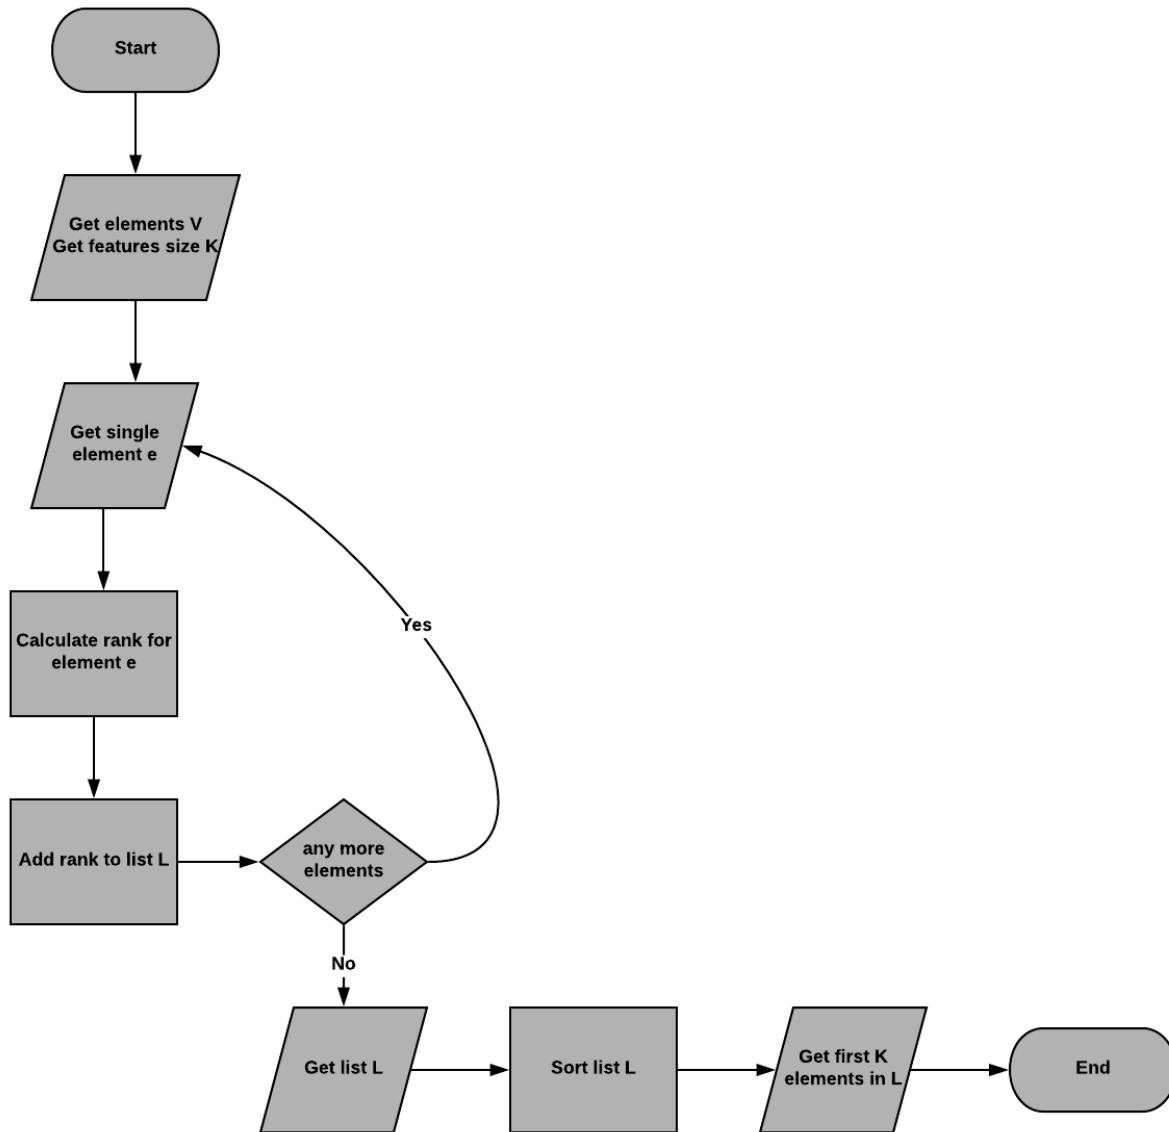 Start
Get elements V
Get features size K
Get single
element e
Calculate rank for
element e
Add rank to list L
any more
elements
Yes
No
Get list L
Sort list L
Get first K
elements in L
End